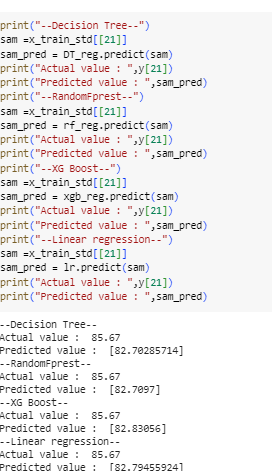 print("--Decision Tree--")
sam =x_train_std[[21]]
sam_pred = DT_reg.predict(sam)
print("Actual value : ",y[21])
print("Predicted value : ",sam_pred)
print("--RandomFprest--")
sam =x_train_std[[21]]
sam_pred = rf_reg.predict(sam)
print("Actual value : ",y[21])
print("Predicted value : ",sam_pred)
print("--XG Boost--")
sam =x_train_std[[21]]
sam_pred = xgb_reg.predict(sam)
print("Actual value : ",y[21])
print("Predicted value : ",sam_pred)
print("--Linear regression--")
sam =x_train_std[[21]]
sam_pred = lr.predict(sam)
print("Actual value : ",y[21])
print("Predicted value : ",sam_pred)
--Decision Tree--
Actual value :  85.67
Predicted value :  [82.70285714]
--RandomFprest--
Actual value :  85.67
Predicted value :  [82.7097]
--XG Boost--
Actual value :  85.67
Predicted value :  [82.83056]
--Linear regression--
Actual value :  85.67
Predicted value :  [82.79455924]